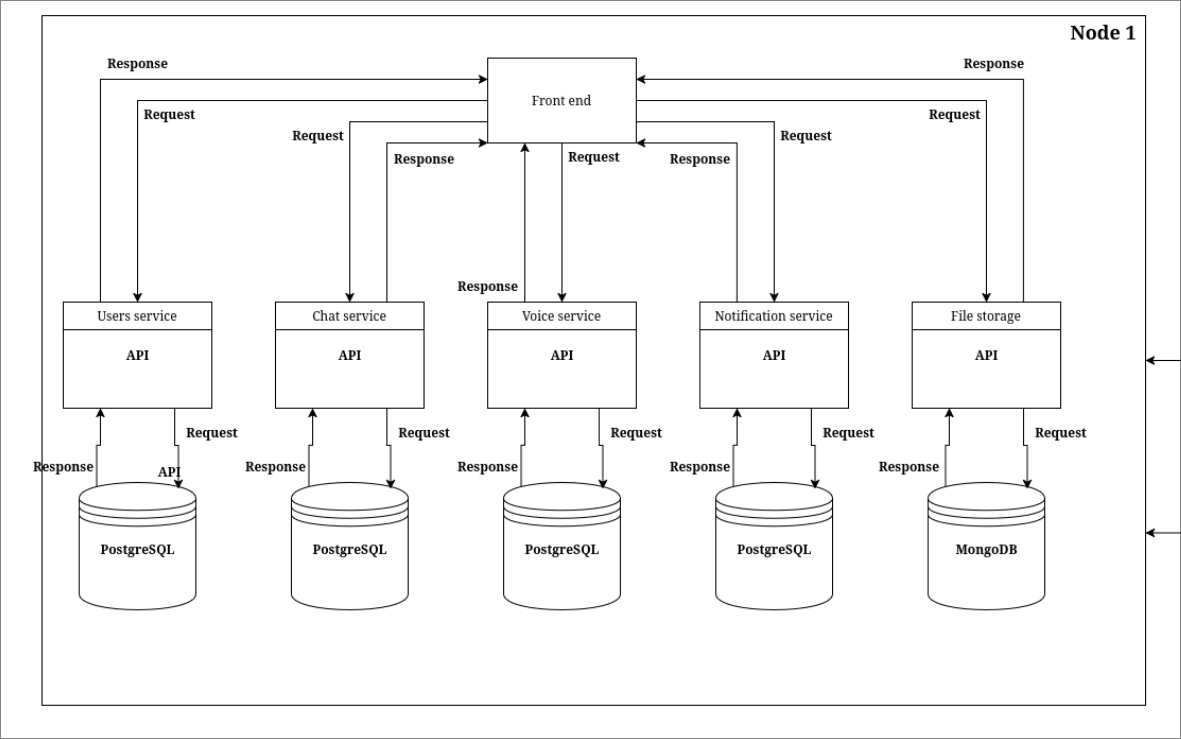 Node 1
Response
Response
Front end
Request
Request
Request
Request
Response
Request
Response
Response
Users service
Chat service
Voice service
Notification service
File storage
API
API
API
API
API
Request
Request
Request
Request
Request
Response
API
Response
Response
Response
Response
PostgreSQL
PostgreSQL
PostgreSQL
PostgreSQL
MongoDB